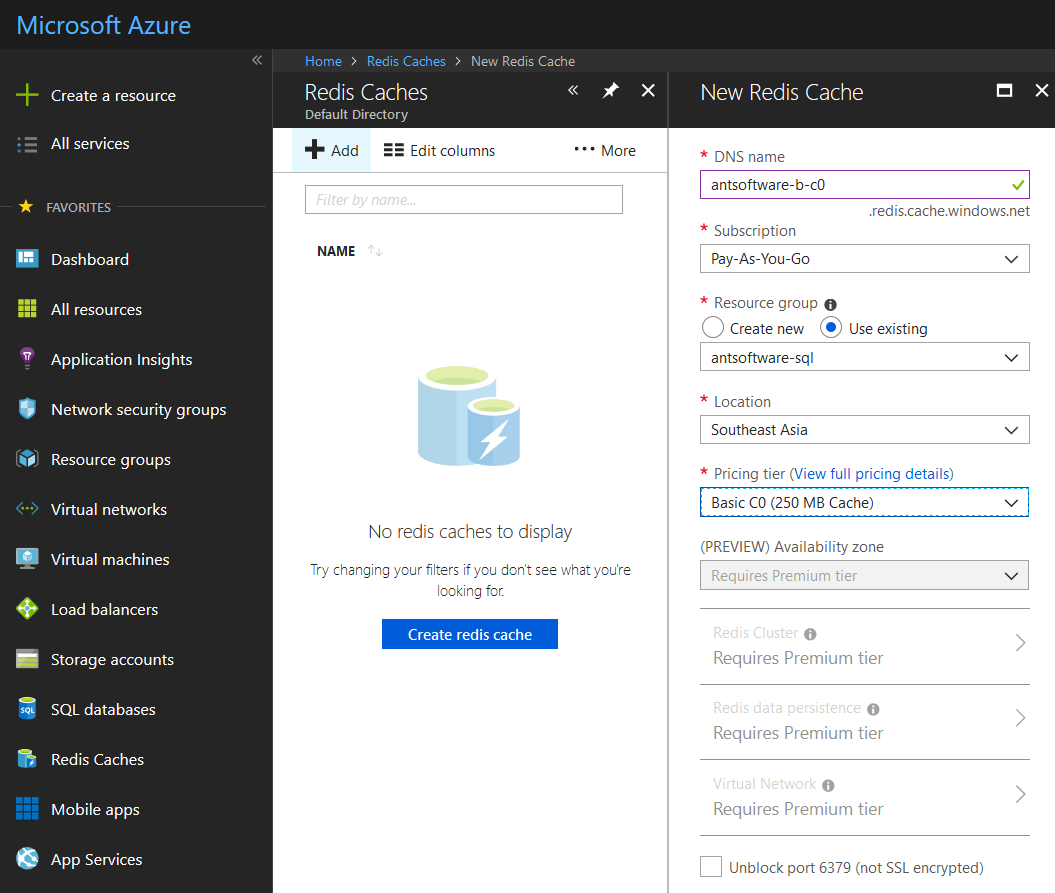 Microsoft Azure
Create a resource
All services
FAVORITES
Dashboard
All resources
Application Insights
Network security groups
Resource groups
Virtual networks
Virtual machines
Load balancers
Storage accounts
SQL databases
Redis Caches
Mobile apps
App Services
Home > Redis Caches > New Redis Cache
Redis Caches
Default Directory
Add Edit columns ••• More
Filter by name...
NAME
No redis caches to display
Try changing your filters if you don't see what you're
looking for.
Create redis cache
New Redis Cache
* DNS name
antsoftware-b-c0
.redis.cache.windows.net
* Subscription
Pay-As-You-Go
* Resource group
Create new Use existing
antsoftware-sql
* Location
Southeast Asia
* Pricing tier (View full pricing details)
Basic C0 (250 MB Cache)
(PREVIEW) Availability zone
Requires Premium tier
Redis Cluster
Requires Premium tier
Redis data persistence
Requires Premium tier
Virtual Network
Requires Premium tier
Unblock port 6379 (not SSL encrypted)